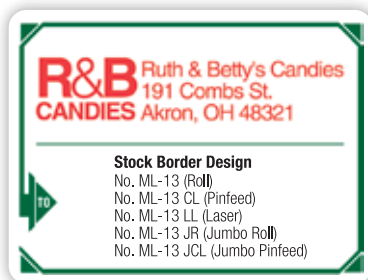 R&B Ruth & Betty's Candies
191 Combs St.
CANDIES Akron, OH 48321
TO
Stock Border Design
No. ML-13 (Roll)
No. ML-13 CL (Pinfeed)
No. ML-13 LL (Laser)
No. ML-13 JR (Jumbo Roll)
No. ML-13 JCL (Jumbo Pinfeed)